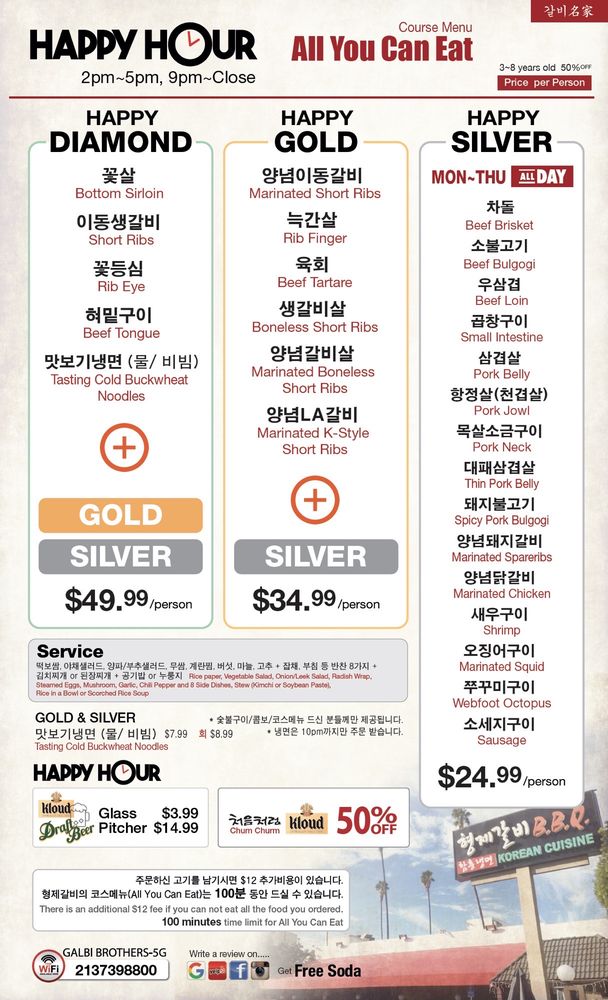 갈비名家
HAPPY HOUR
2pm~5pm, 9pm~Close
Course Menu
All You Can Eat
3~8 years old 50%OFF
Price per Person
HAPPY
DIAMOND
꽃살
Bottom Sirloin
이동생갈비
Short Ribs
꽃등심
Rib Eye
혀밑구이
Beef Tongue
맛보기냉면 (물/ 비빔)
Tasting Cold Buckwheat
Noodles
GOLD
SILVER
$49.99/person
HAPPY
GOLD
양념이동갈비
Marinated Short Ribs
늑간살
Rib Finger
육회
Beef Tartare
생갈비살
Boneless Short Ribs
양념갈비살
Marinated Boneless
Short Ribs
양념LA갈비
Marinated K-Style
Short Ribs
SILVER
$34.99/person
HAPPY
SILVER
MON~THU ALL DAY
차돌
Beef Brisket
소불고기
Beef Bulgogi
우삼겹
Beef Loin
곱창구이
Small Intestine
삼겹살
Pork Belly
항정살(천겹살)
Pork Jowl
목살소금구이
Pork Neck
대패삼겹살
Thin Pork Belly
돼지불고기
Spicy Pork Bulgogi
양념돼지갈비
Marinated Spareribs
양념닭갈비
Marinated Chicken
새우구이
Shrimp
오징어구이
Marinated Squid
쭈꾸미구이
Webfoot Octopus
소세지구이
Sausage
$24.99/person
Service
떡보쌈, 야채샐러드, 양파/부추샐러드, 무쌈, 계란찜, 버섯, 마늘, 고추 + 잡채, 부침 등 반찬 8가지 +
김치찌개 or 된장찌개 + 공기밥 or 누룽지 Rice paper, Vegetable Salad, Onion/Leek Salad, Radish Wrap,
Steamed Eggs, Mushroom, Garlic, Chili Pepper and 8 Side Dishes, Stew (Kimchi or Soybean Paste),
Rice in a Bowl or Scorched Rice Soup
GOLD & SILVER
맛보기냉면 (물/ 비빔) $7.99 회 $8.99
Tasting Cold Buckwheat Noodles
* 숯불구이/콤보/코스메뉴 드신 분들께만 제공됩니다.
* 냉면은 10pm까지만 주문 받습니다.
HAPPY HOUR
Kloud
Draft Beer
Glass $3.99
Pitcher $14.99
처음처럼
Chum Churm
Kloud
50% OFF
주문하신 고기를 남기시면 $12 추가비용이 있습니다.
형제갈비의 코스메뉴(All You Can Eat)는 100분 동안 드실 수 있습니다.
There is an additional $12 fee if you can not eat all the food you ordered.
100 minutes time limit for All You Can Eat
형제갈비 B.B.Q.
함흥냉면 KOREAN CUISINE
WiFi
GALBI BROTHERS-5G
2137398800
Write a review on.....
G yelp f
Get Free Soda